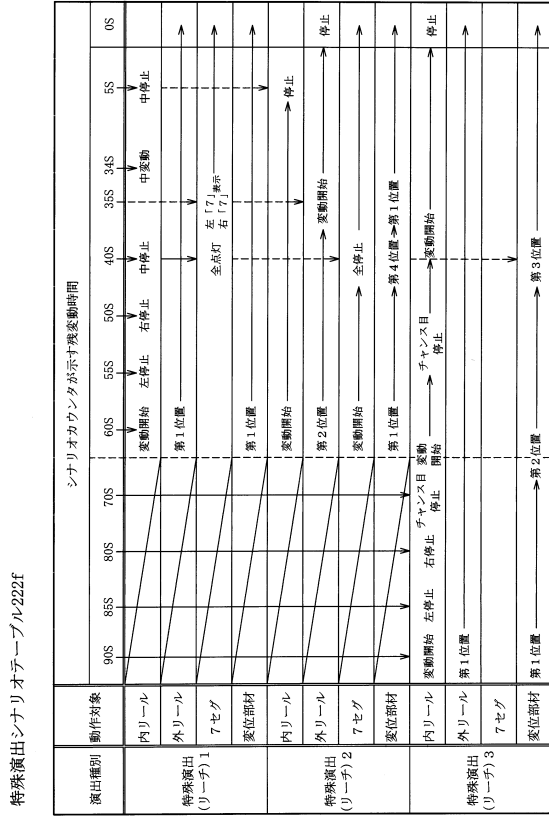 特殊演出シナリオテーブル222f
演出種別
動作対象
シナリオカウンタが示す残変動時間
90S 85S 80S 70S 60S 55S 50S 40S 35S 34S 5S 0S
特殊演出
(リーチ)1
内リール
変動開始 左停止 右停止 中停止 中変動 中停止
外リール
第1位置
7セグ
全点灯 左「7」表示
右「7」
変位部材
第1位置
特殊演出
(リーチ)2
内リール
変動開始 停止
外リール
第2位置 変動開始 停止
7セグ
変動開始 全停止
変位部材
第1位置 第4位置 第1位置
特殊演出
(リーチ)3
内リール
変動開始 左停止 右停止 チャンス目
停止
変動
開始
チャンス目
停止
変動開始 停止
外リール
第1位置
7セグ
変位部材
第1位置 第2位置 第3位置